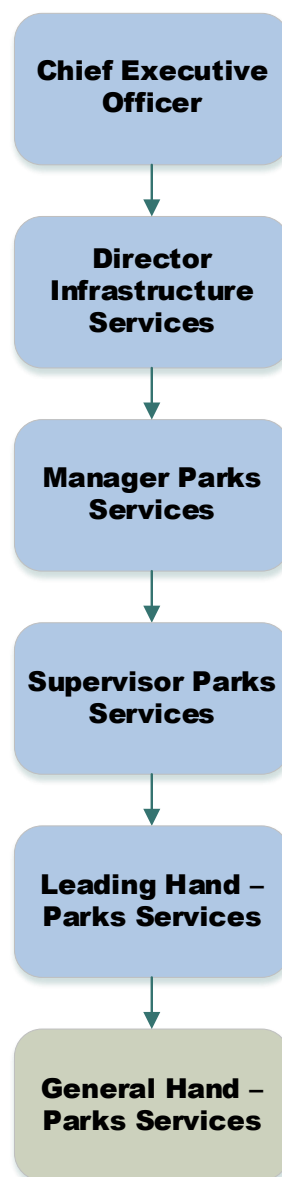 Chief Executive
Officer
Director
Infrastructure
Services
Manager Parks
Services
Supervisor Parks
Services
Leading Hand –
Parks Services
General Hand –
Parks Services